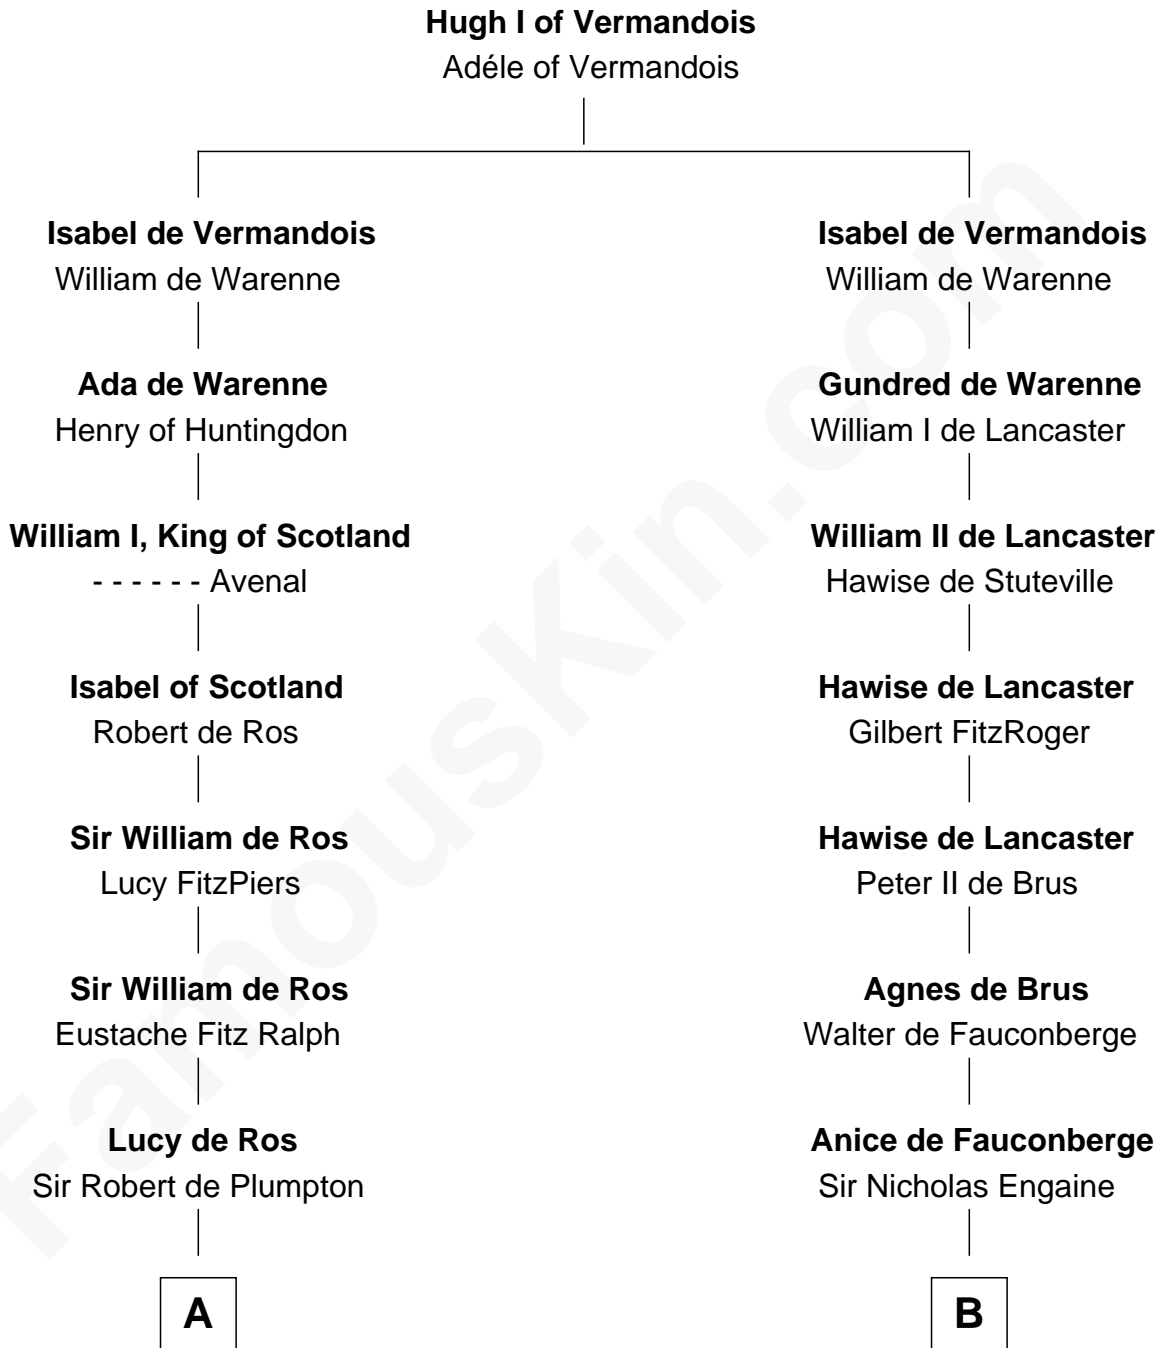 Hugh I of Vermandois
Adéle of Vermandois
Isabel de Vermandois
William de Warenne
Isabel de Vermandois
William de Warenne
Ada de Warenne
Henry of Huntingdon
Gundred de Warenne
William I de Lancaster
William I, King of Scotland
- - - - - - Avenal
William II de Lancaster
Hawise de Stuteville
Isabel of Scotland
Robert de Ros
Hawise de Lancaster
Gilbert FitzRoger
Sir William de Ros
Lucy FitzPiers
Hawise de Lancaster
Peter II de Brus
Sir William de Ros
Eustache Fitz Ralph
Agnes de Brus
Walter de Fauconberge
Lucy de Ros
Sir Robert de Plumpton
Anice de Fauconberge
Sir Nicholas Engaine
A
B
FamousKin.com